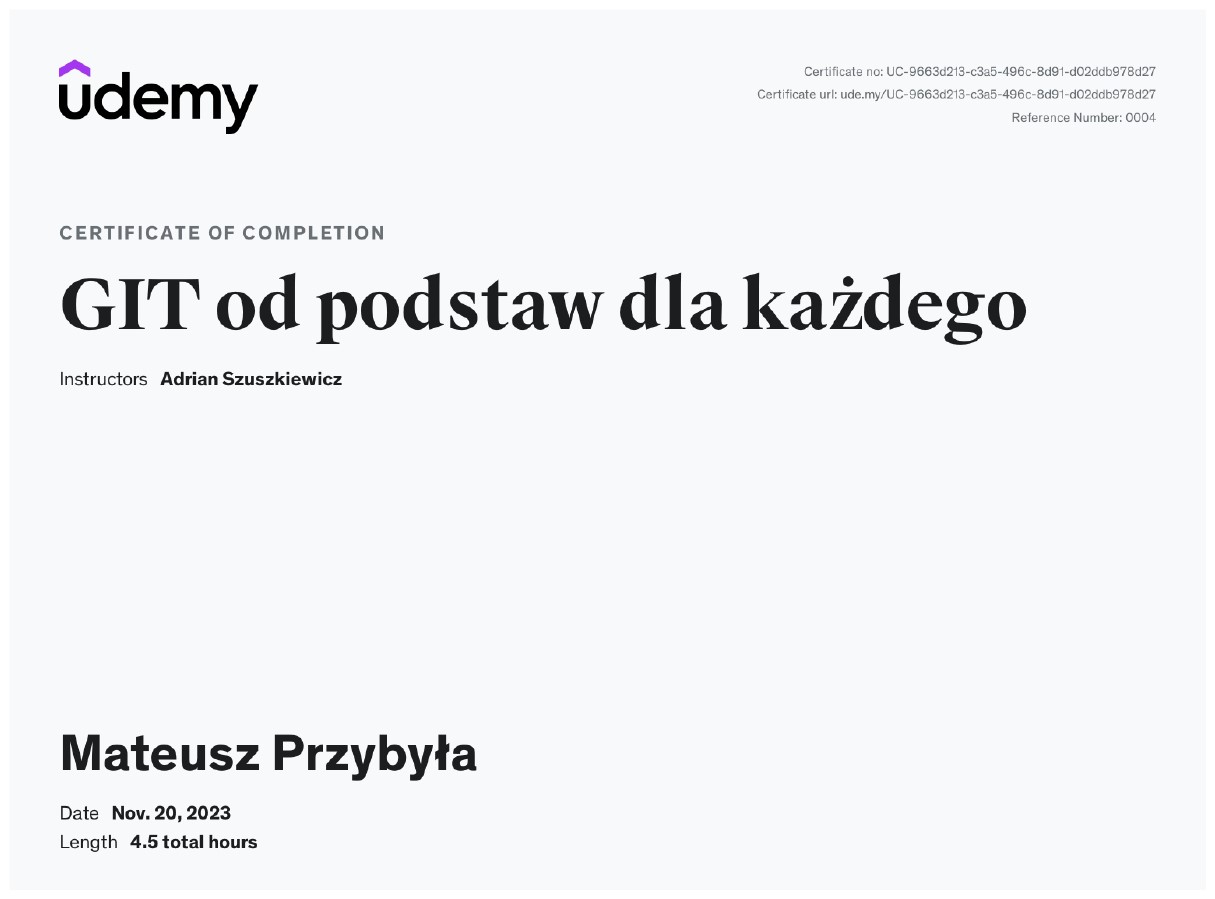 udemy
Certificate no: UC-9663d213-c3a5-496c-8d91-d02ddb978d27
Certificate url: ude.my/UC-9663d213-c3a5-496c-8d91-d02ddb978d27
Reference Number: 0004
CERTIFICATE OF COMPLETION
GIT od podstaw dla każdego
Instructors Adrian Szuszkiewicz
Mateusz Przybyła
Date Nov. 20, 2023
Length 4.5 total hours